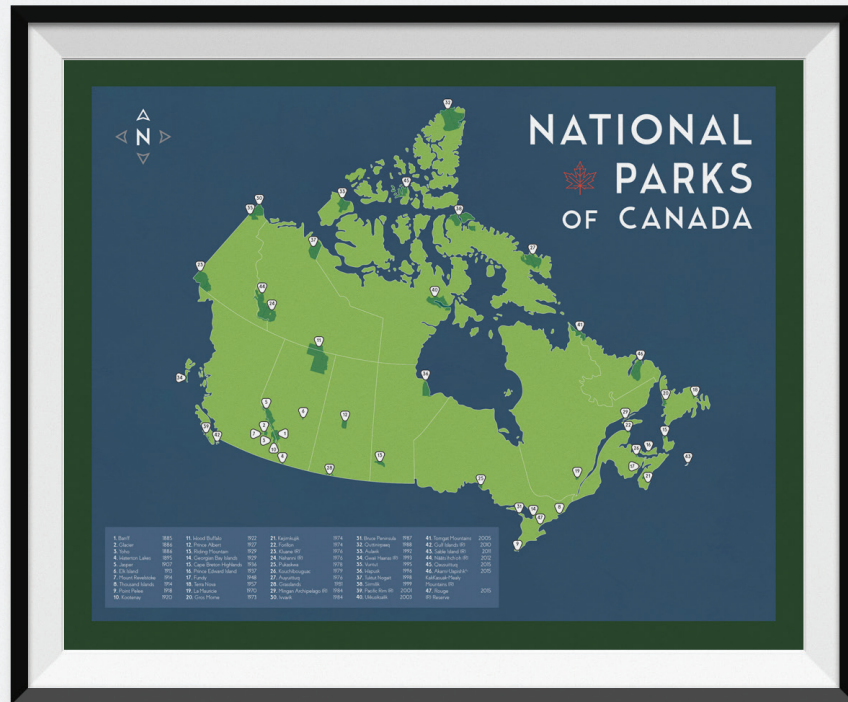 N
NATIONAL
PARKS
OF CANADA
1. Banff 1885
2. Glacier 1886
3. Yoho 1886
4. Waterton Lakes 1895
5. Jasper 1907
6. Elk Island 1913
7. Mount Revelstoke 1914
8. Thousand Islands 1914
9. Point Pelee 1918
10. Kootenay 1920
11. Wood Buffalo 1922
12. Prince Albert 1927
13. Riding Mountain 1929
14. Georgian Bay Islands 1929
15. Cape Breton Highlands 1936
16. Prince Edward Island 1937
17. Fundy 1948
18. Terra Nova 1957
19. La Mauricie 1970
20. Gros Morne 1973
21. Kejimkujik 1974
22. Forillon 1974
23. Kluane (R) 1976
24. Nahanni (R) 1976
25. Pukaskwa 1978
26. Kouchibouguac 1979
27. Auyuittuq 1976
28. Grasslands 1981
29. Mingan Archipelago (R) 1984
30. Ivvavik 1984
31. Bruce Peninsula 1987
32. Quttinirpaaq 1988
33. Aulavik 1992
34. Gwaii Haanas (R) 1993
35. Vuntut 1995
36. Wapusk 1996
37. Tuktut Nogait 1998
38. Sirmilik 1999
39. Pacific Rim (R) 2001
40. Ukkusiksalik 2003
41. Torngat Mountains 2005
42. Gulf Islands (R) 2010
43. Sable Island (R) 2011
44. Nááts'ihch'oh (R) 2012
45. Qausuittuq 2015
46. Akami-Uapishkᵁ- 2015
KakKasuak-Mealy
Mountains (R)
47. Rouge 2015
(R) Reserve